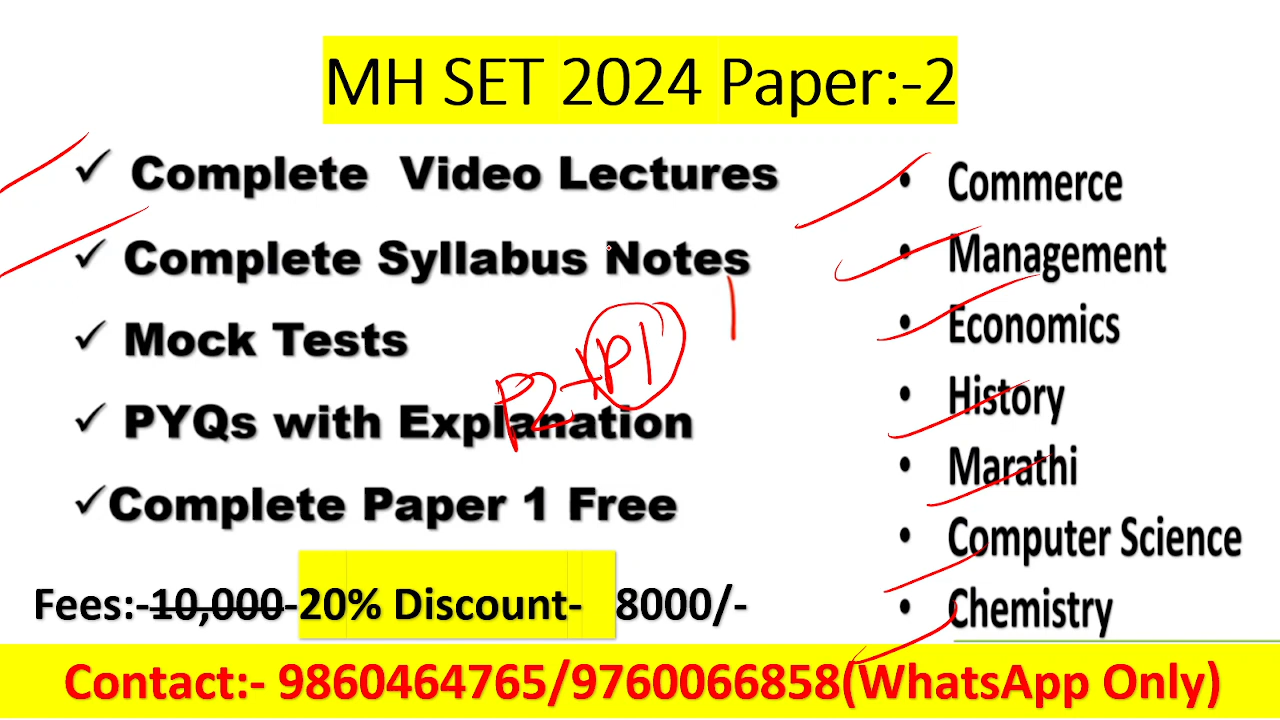 MH SET 2024 Paper:-2
✓ Complete Video Lectures
✓ Complete Syllabus Notes
✓ Mock Tests
✓ PYQs with Explanation
✓Complete Paper 1 Free
P2+P1
• Commerce
• Management
• Economics
• History
• Marathi
• Computer Science
• Chemistry
Fees:-10,000-20% Discount- 8000/-
Contact:- 9860464765/9760066858(WhatsApp Only)